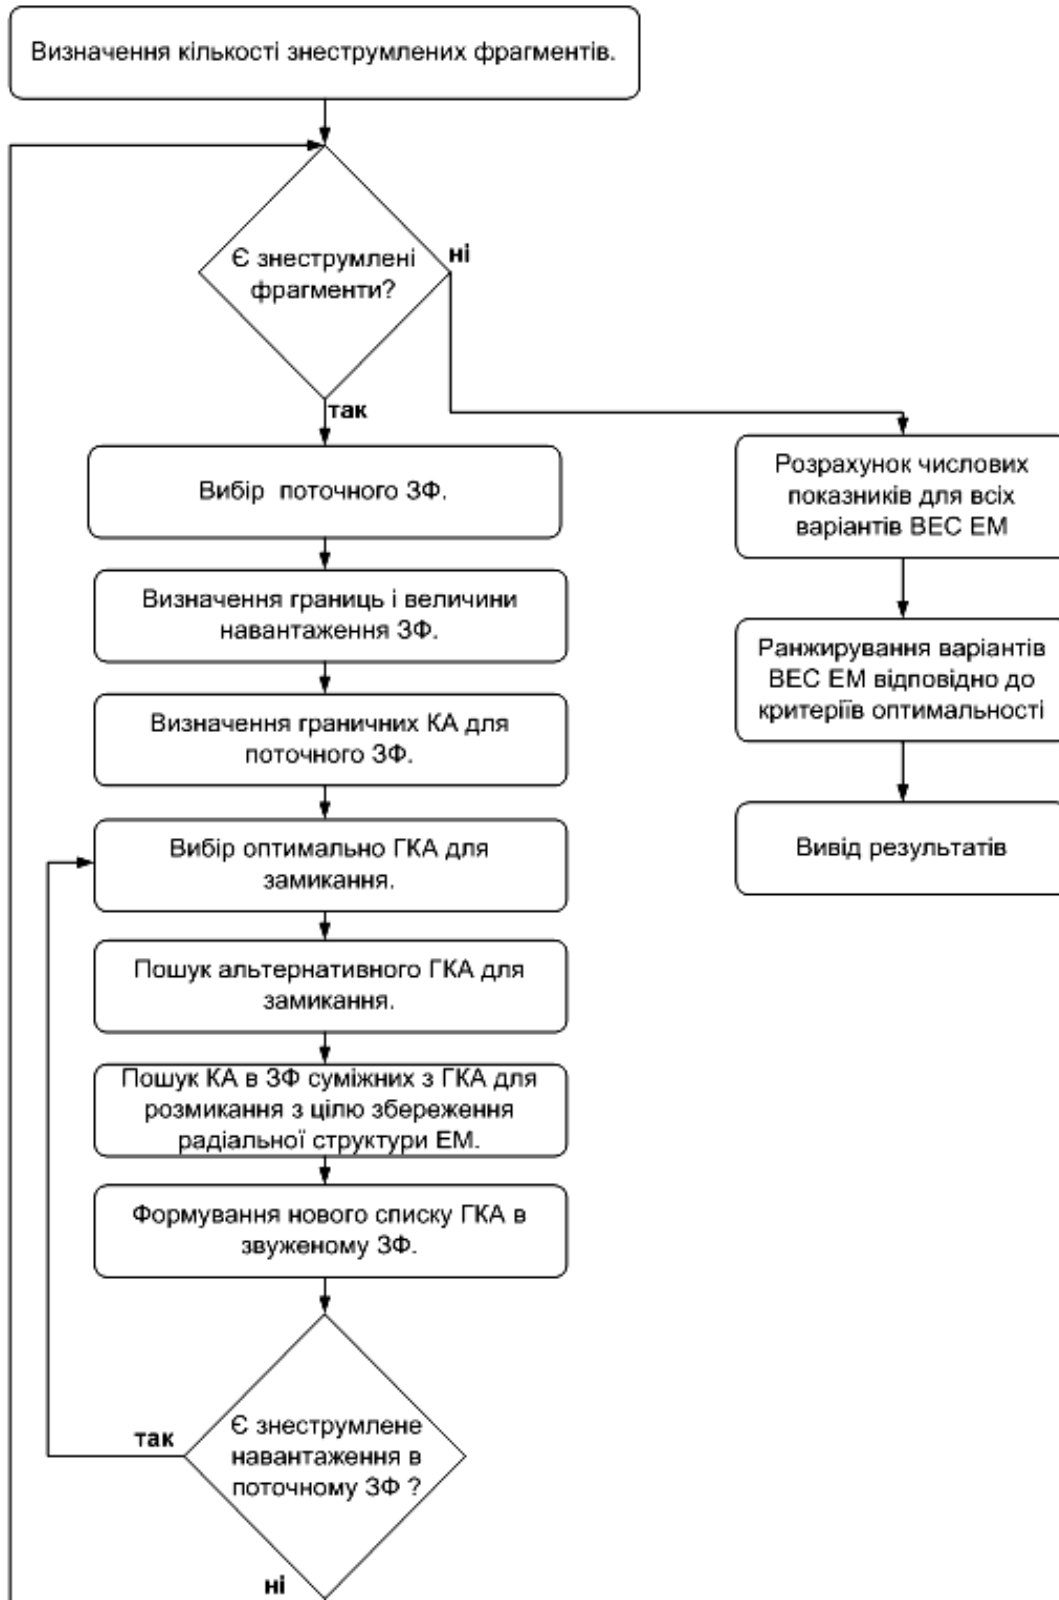 Визначення кількості знеструмлених фрагментів.
Є знеструмлені
фрагменти?
ні
так
Вибір поточного ЗФ.
Визначення границь і величини
навантаження ЗФ.
Визначення граничних КА для
поточного ЗФ.
Вибір оптимально ГКА для
замикання.
Пошук альтернативного ГКА для
замикання.
Пошук КА в ЗФ суміжних з ГКА для
розмикання з цілю збереження
радіальної структури ЕМ.
Формування нового списку ГКА в
звуженому ЗФ.
Є знеструмлене
навантаження в
поточному ЗФ ?
так
ні
Розрахунок числових
показників для всіх
варіантів ВЕС ЕМ
Ранжирування варіантів
ВЕС ЕМ відповідно до
критеріїв оптимальності
Вивід результатів